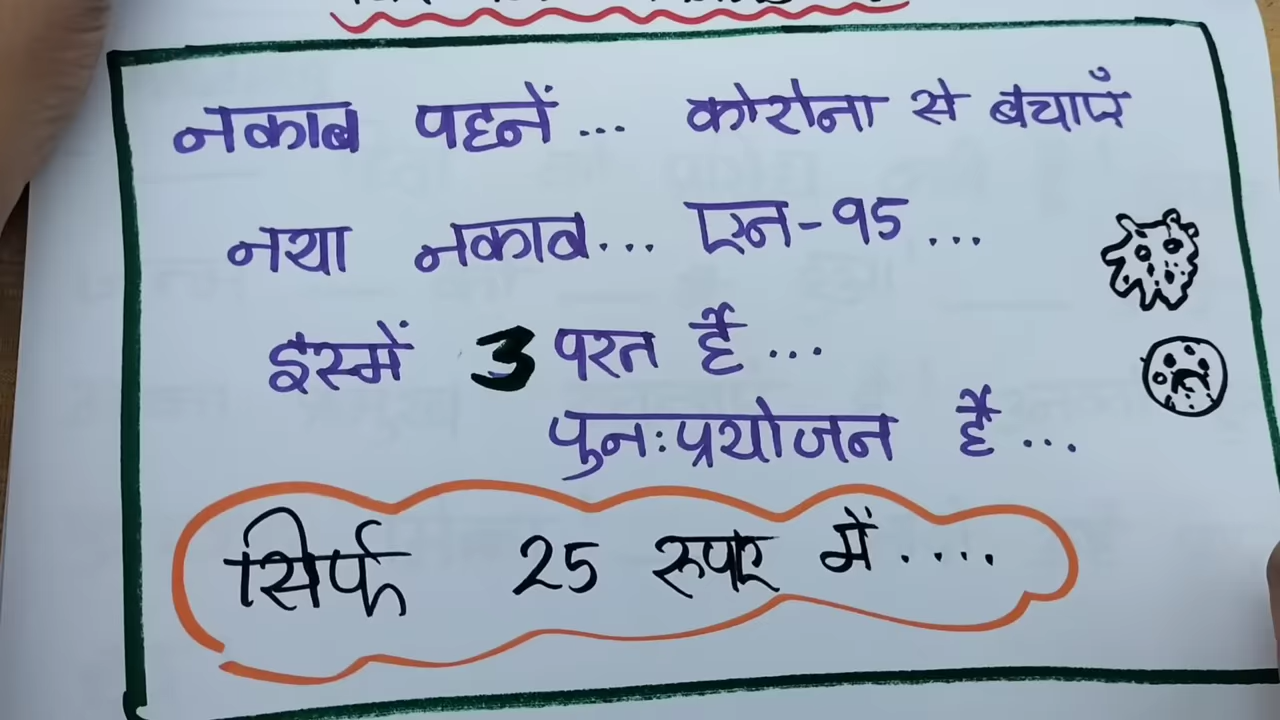 नकाब पहनें... कोरोना से बचाएँ
नया नकाब... एन-95...
इसमें 3 परत हैं...
पुनःप्रयोजन है...
सिर्फ 25 रुपए में....